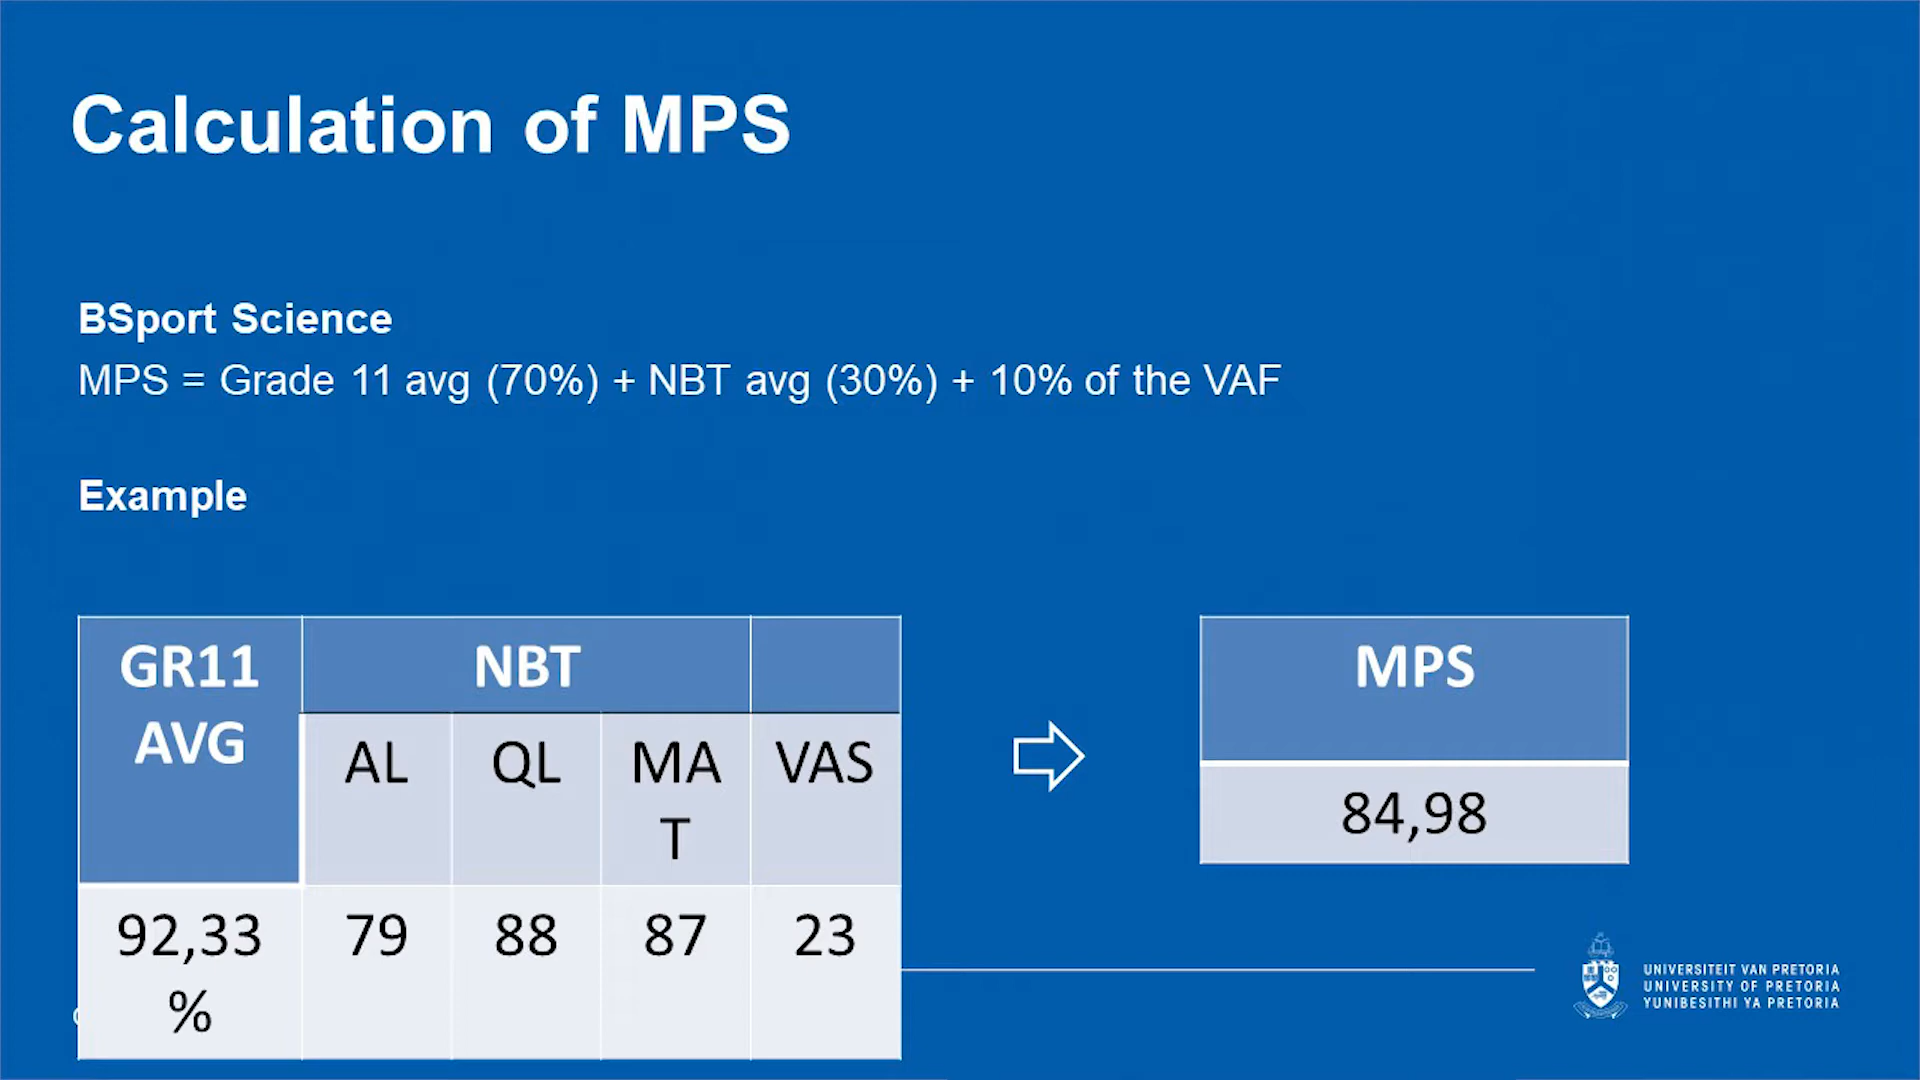 Calculation of MPS
BSport Science
MPS = Grade 11 avg (70%) + NBT avg (30%) + 10% of the VAF
Example
GR11
AVG
NBT
AL
QL
MA
T
VAS
92,33
%
79
88
87
23
MPS
84,98
UNIVERSITEIT VAN PRETORIA
UNIVERSITY OF PRETORIA
YUNIBESITHI YA PRETORIA